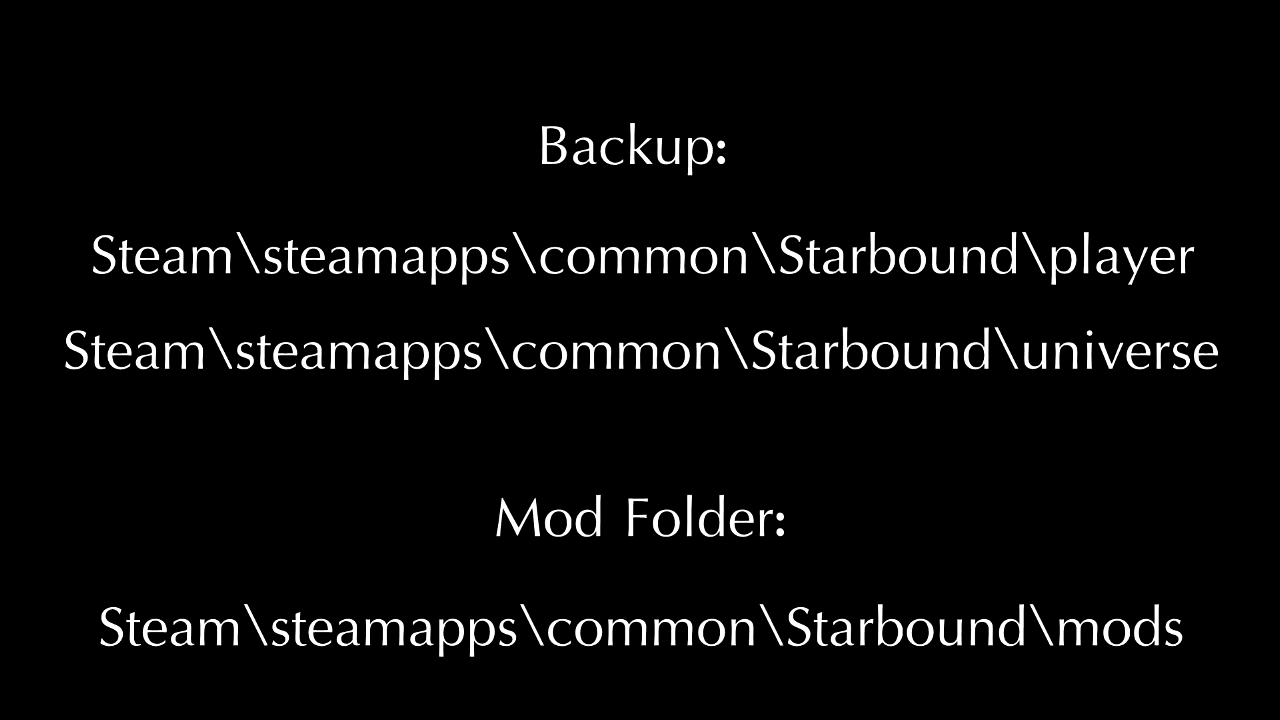 Backup:
Steam\steamapps\common\Starbound\player
Steam\steamapps\common\Starbound\universe
Mod Folder:
Steam\steamapps\common\Starbound\mods